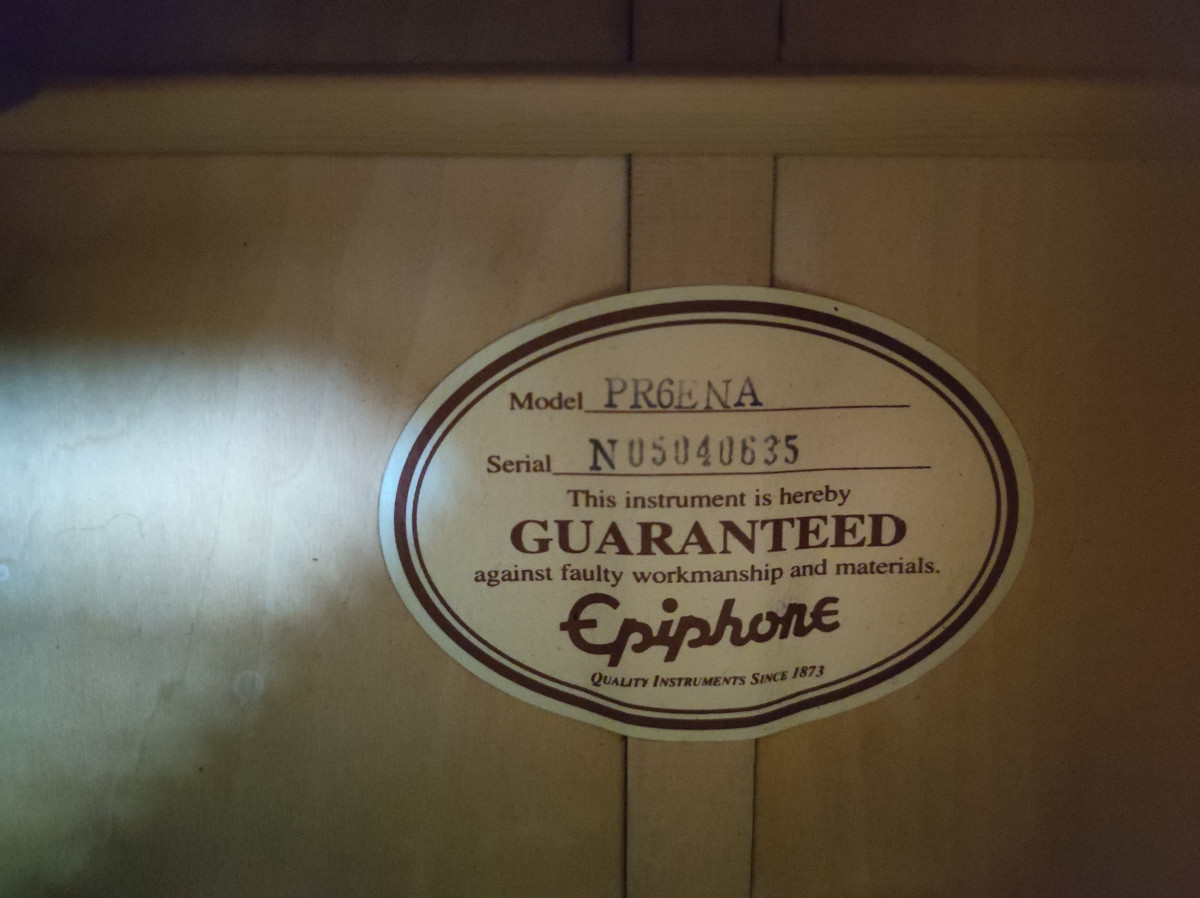 Model PR6ENA
Serial N05040635
This instrument is hereby
GUARANTEED
against faulty workmanship and materials.
Epiphone
QUALITY INSTRUMENTS SINCE 1873